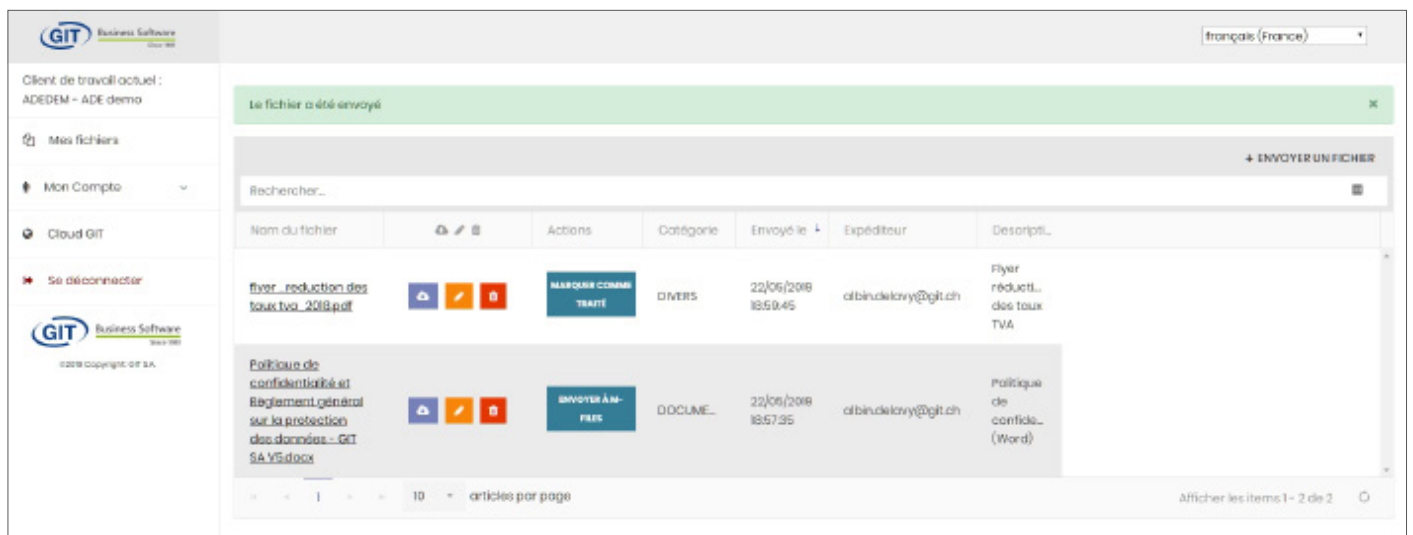 GIT Business Software
Since 1981
français (France)
Client de travail actuel :
ADEDEM - ADE demo
Le fichier a été envoyé
Mes fichiers
+ ENVOYER UN FICHIER
Mon Compte
Rechercher...
Cloud GIT
Nom du fichier Actions Catégorie Envoyé le Expéditeur Descripti...
Se déconnecter
flyer_reduction des
taux tva_2018.pdf
MARQUER COMME
TRAITÉ
DIVERS
22/05/2018
18:59:45
albin.delavy@git.ch
Flyer
réducti...
des taux
TVA
GIT Business Software
Since 1981
©2018 Copyright: GIT S.A.
Politique de
confidentialité et
Règlement général
sur la protection
des données - GIT
SA V5.docx
ENVOYER À M-
FILES
DOCUME...
22/05/2018
18:57:35
albin.delavy@git.ch
Politique
de
confide...
(Word)
1 10 articles par page
Afficher les items 1 - 2 de 2